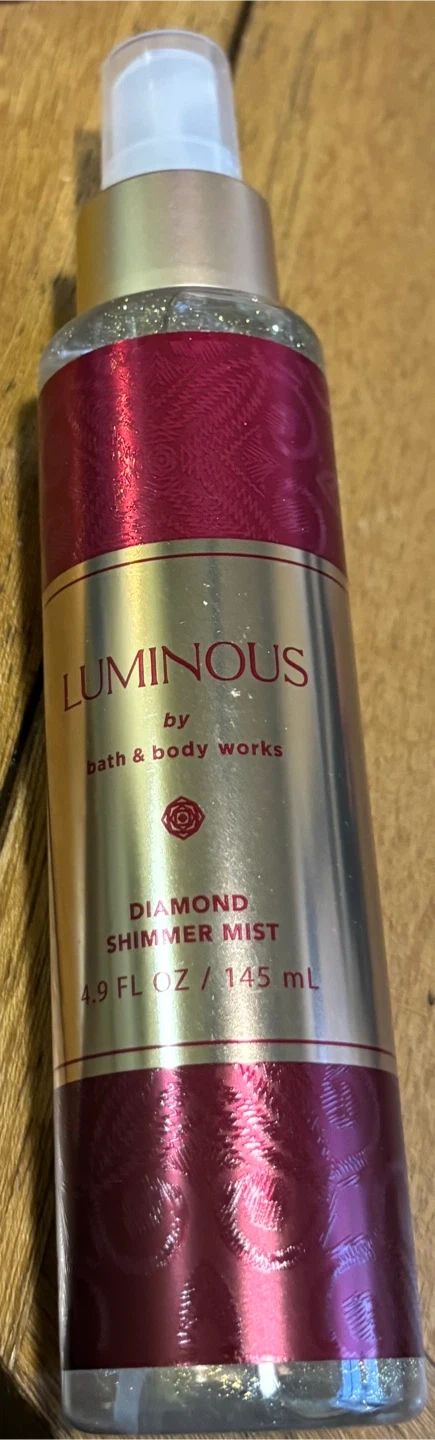 LUMINOUS
by
bath & body works
DIAMOND
SHIMMER MIST
4.9 FL OZ / 145 mL